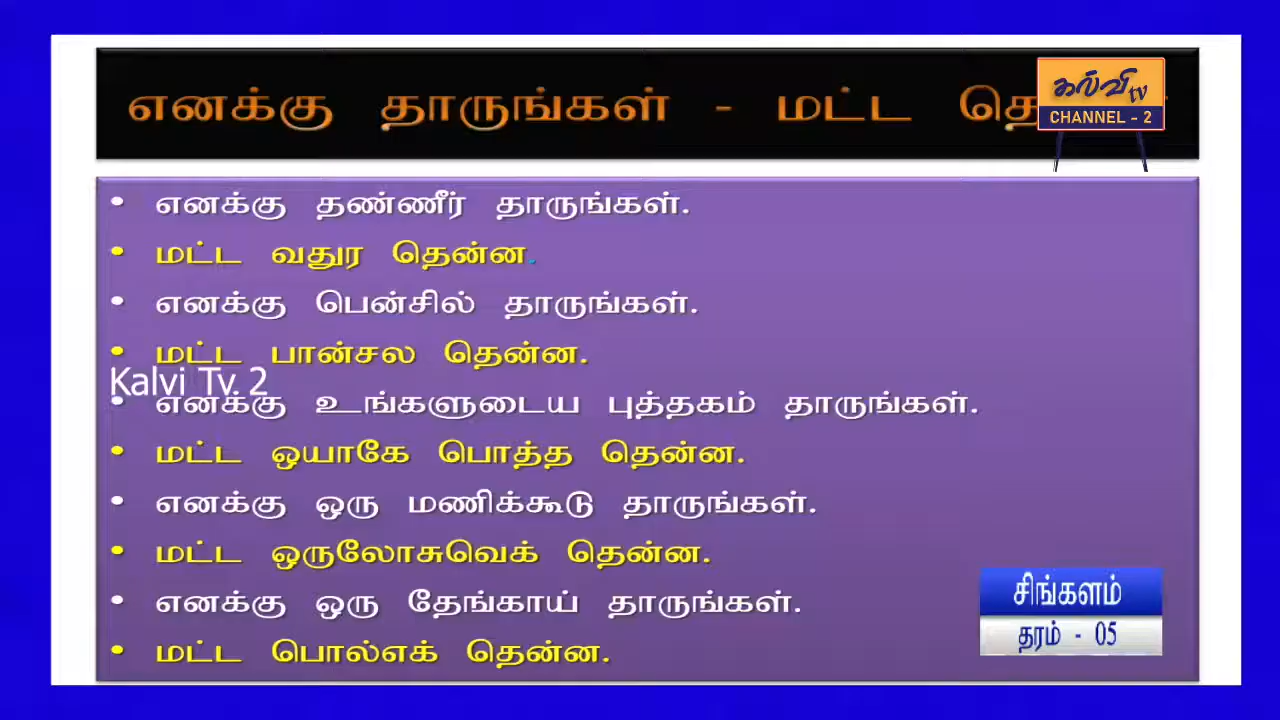 எனக்கு தாருங்கள் - மட்ட
கல்வி tv
CHANNEL - 2
• எனக்கு தண்ணீர் தாருங்கள்.
• மட்ட வதுர தென்ன.
• எனக்கு பென்சில் தாருங்கள்.
• மட்ட பான்சல தென்ன.
Kalvi Tv 2
• எனக்கு உங்களுடைய புத்தகம் தாருங்கள்.
• மட்ட ஒயாகே பொத்த தென்ன.
• எனக்கு ஒரு மணிக்கூடு தாருங்கள்.
• மட்ட ஒருலோசுவெக் தென்ன.
• எனக்கு ஒரு தேங்காய் தாருங்கள்.
• மட்ட பொல்எக் தென்ன.
சிங்களம்
தரம் - 05